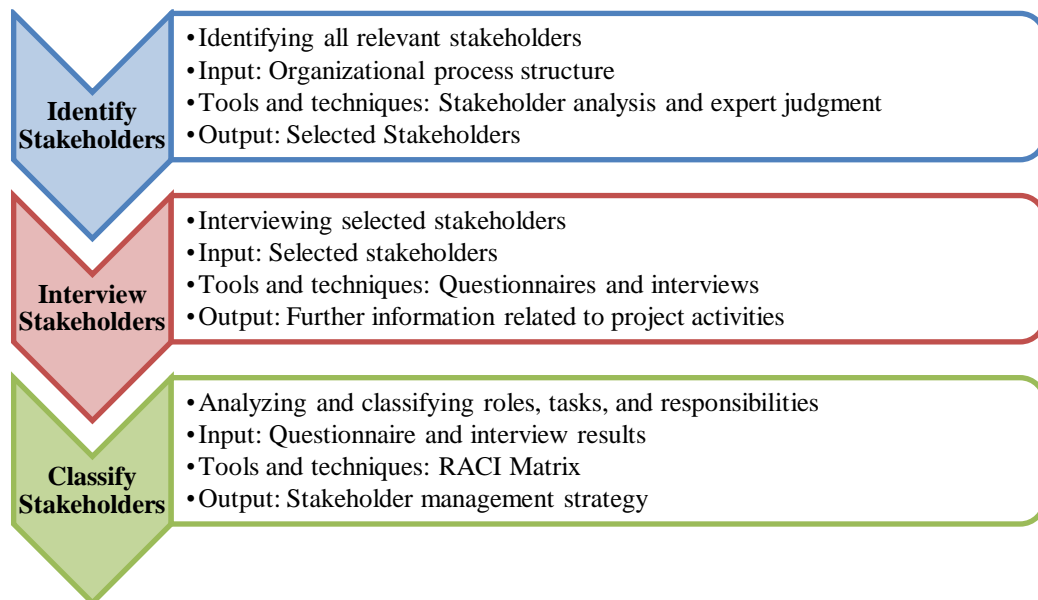 Identify
Stakeholders
•Identifying all relevant stakeholders
•Input: Organizational process structure
•Tools and techniques: Stakeholder analysis and expert judgment
•Output: Selected Stakeholders
Interview
Stakeholders
•Interviewing selected stakeholders
•Input: Selected stakeholders
•Tools and techniques: Questionnaires and interviews
•Output: Further information related to project activities
Classify
Stakeholders
•Analyzing and classifying roles, tasks, and responsibilities
•Input: Questionnaire and interview results
•Tools and techniques: RACI Matrix
•Output: Stakeholder management strategy